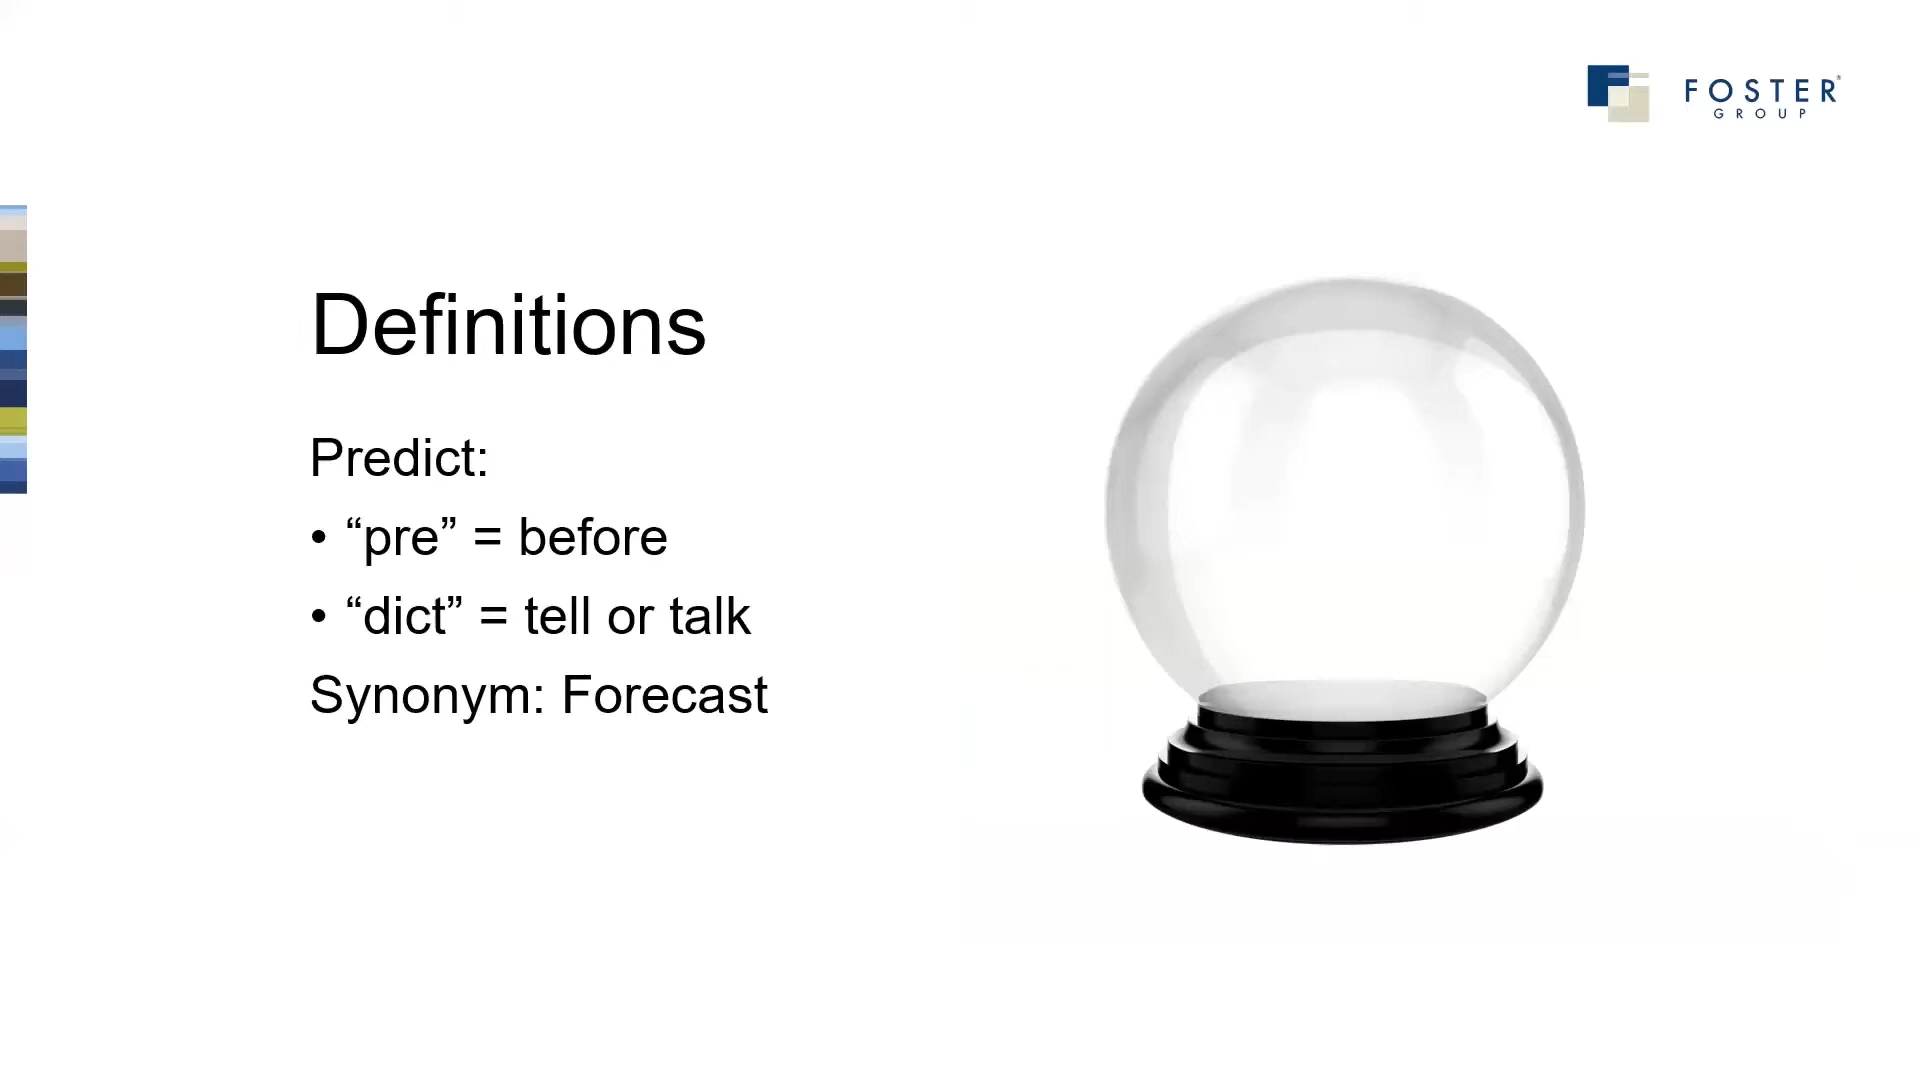 FOSTER®
GROUP
Definitions
Predict:
• “pre” = before
• “dict” = tell or talk
Synonym: Forecast